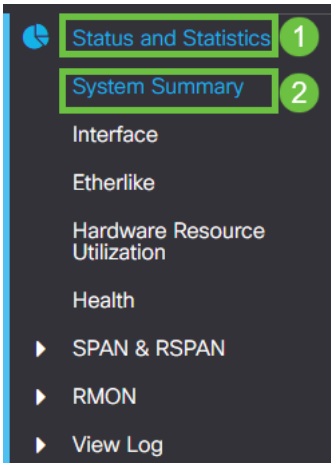 Status and Statistics 1
System Summary 2
Interface
Etherlike
Hardware Resource
Utilization
Health
SPAN & RSPAN
RMON
View Log